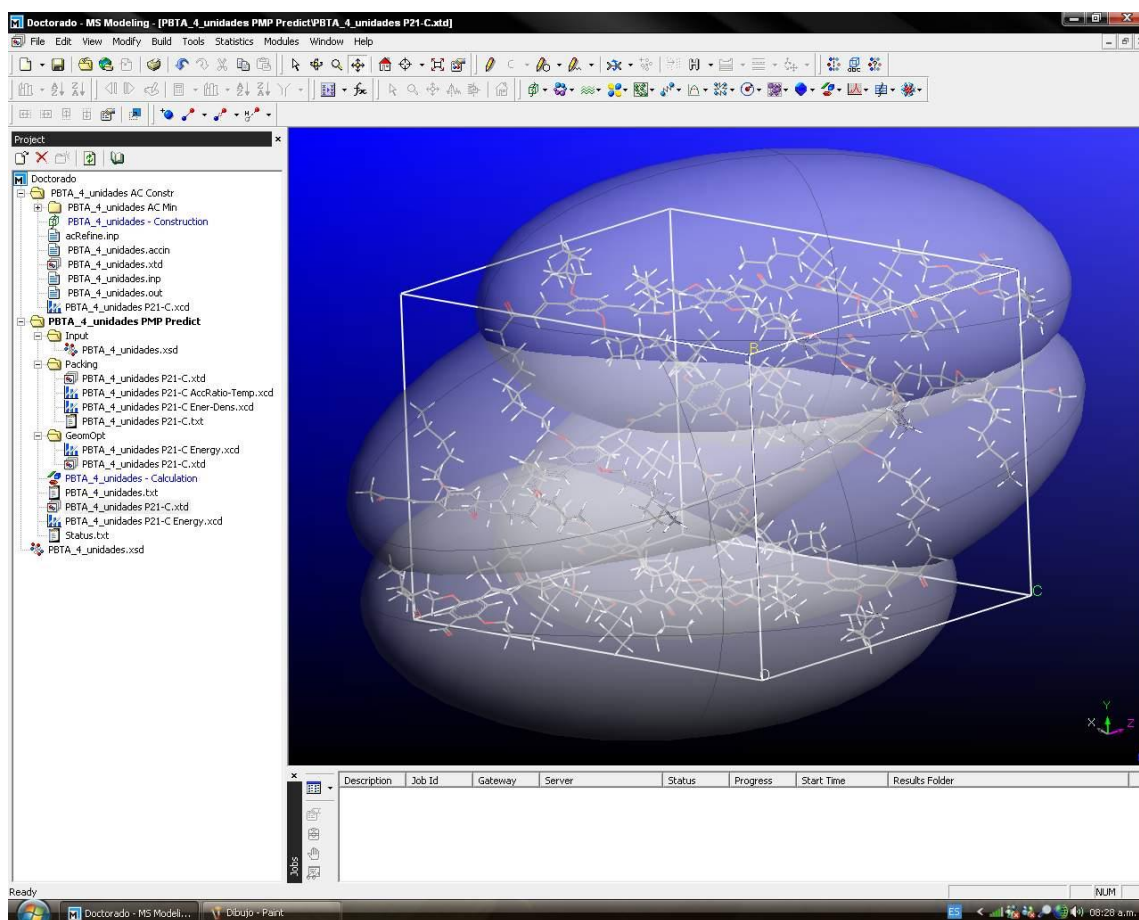 Doctorado - MS Modeling - [PBTA_4_unidades PMP Predict\PBTA_4_unidades P21-C.xtd]
File Edit View Modify Build Tools Statistics Modules Window Help
Project
Doctorado
PBTA_4_unidades AC Constr
PBTA_4_unidades AC Min
PBTA_4_unidades - Construction
acRefine.inp
PBTA_4_unidades.accin
PBTA_4_unidades.xtd
PBTA_4_unidades.inp
PBTA_4_unidades.out
PBTA_4_unidades P21-C.xcd
PBTA_4_unidades PMP Predict
Input
PBTA_4_unidades.xsd
Packing
PBTA_4_unidades P21-C.xtd
PBTA_4_unidades P21-C AccRatio-Temp.xcd
PBTA_4_unidades P21-C Ener-Dens.xcd
PBTA_4_unidades P21-C.txt
GeomOpt
PBTA_4_unidades P21-C Energy.xcd
PBTA_4_unidades P21-C.xtd
PBTA_4_unidades - Calculation
PBTA_4_unidades.txt
PBTA_4_unidades P21-C.xtd
PBTA_4_unidades P21-C Energy.xcd
Status.txt
PBTA_4_unidades.xsd
B
C
O
Y
X Z
Jobs
Description Job Id Gateway Server Status Progress Start Time Results Folder
Ready NUM
Doctorado - MS Modeli... Dibujo - Paint ES 08:28 a.m.